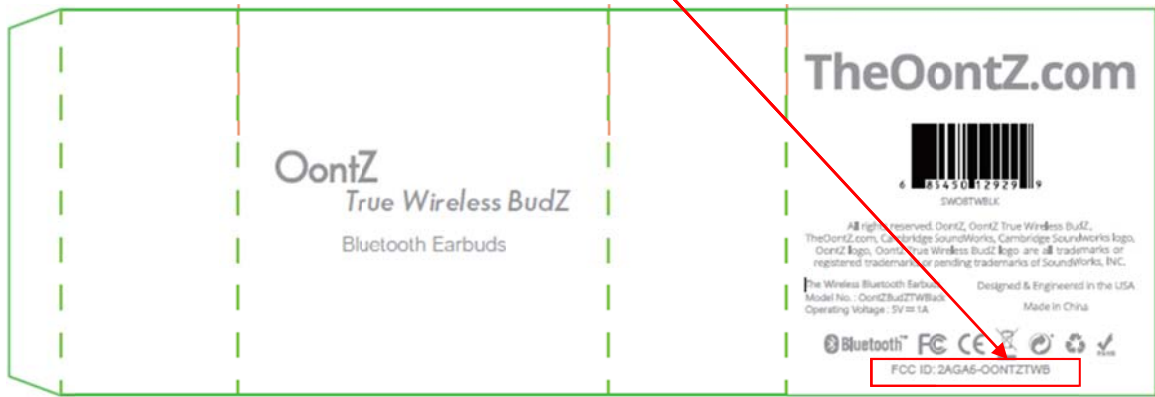 OontZ
True Wireless BudZ
Bluetooth Earbuds
TheOontZ.com
6 81450 12929 9
SWOBTWBLK
All rights reserved. OontZ, OontZ True Wireless BudZ,
TheOontZ.com, Cambridge SoundWorks, Cambridge Soundworks logo,
OontZ logo, OontZ True Wireless BudZ logo are all trademarks or
registered trademarks or pending trademarks of SoundWorks, INC.
The Wireless Bluetooth Earbuds
Designed & Engineered in the USA
Model No. : OontZBudZTWBlack
Made in China
Operating Voltage : 5V 1A
Bluetooth™ FC CE
FCC ID: 2AGA5-OONTZTWB